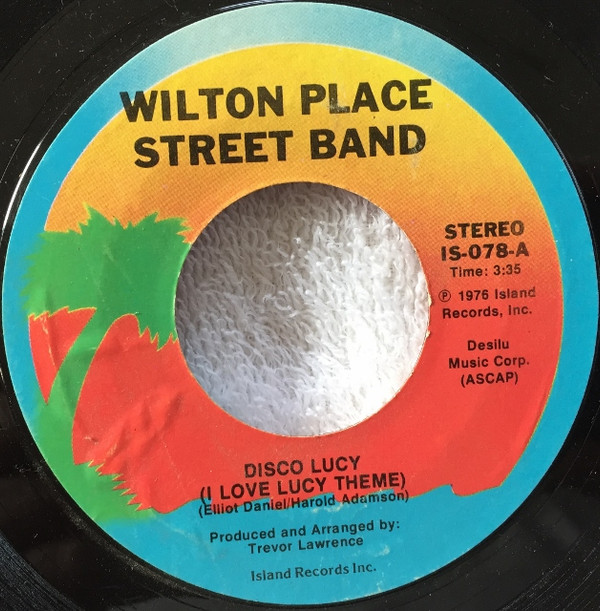 WILTON PLACE
STREET BAND
STEREO
IS-078-A
Time: 3:35
℗ 1976 Island
Records, Inc.
Desilu
Music Corp.
(ASCAP)
DISCO LUCY
(I LOVE LUCY THEME)
(Elliot Daniel/Harold Adamson)
Produced and Arranged by:
Trevor Lawrence
Island Records Inc.